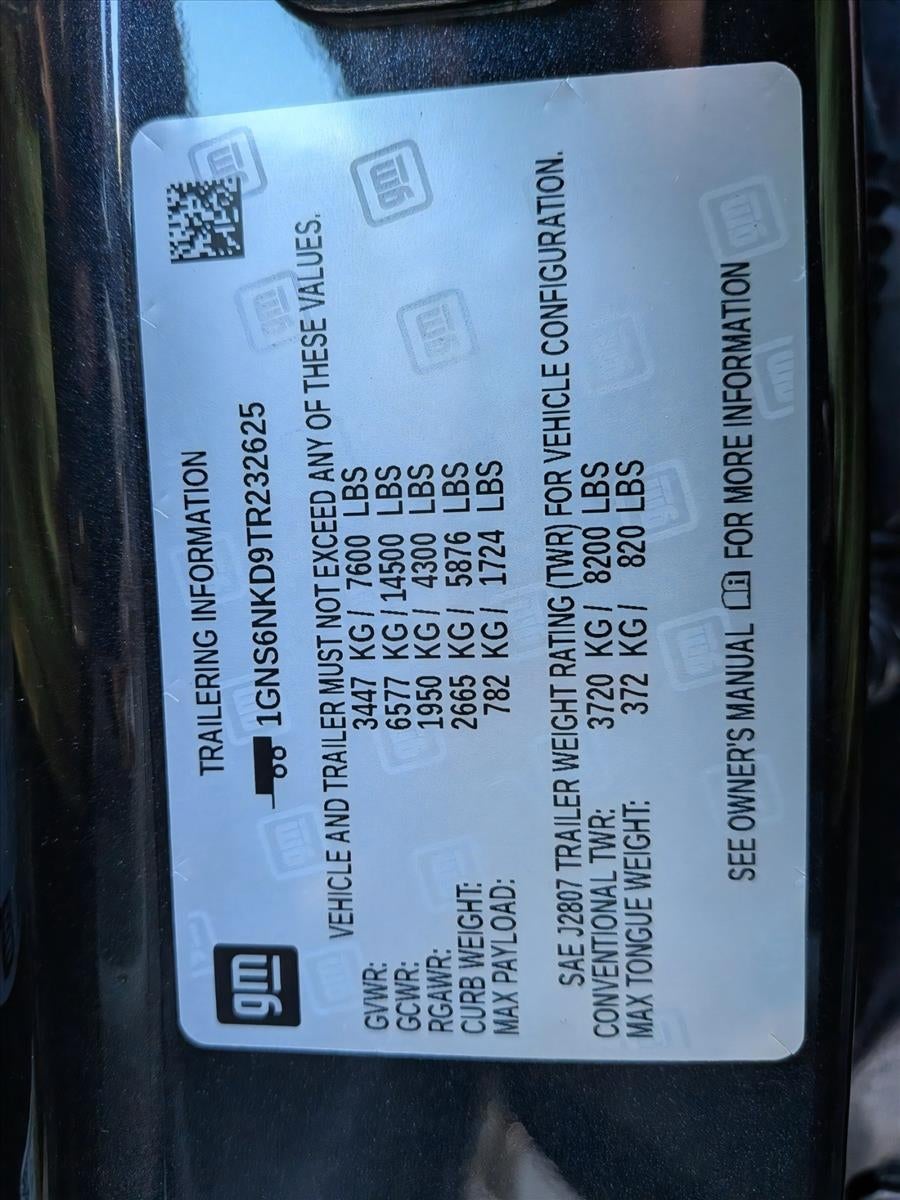 gm
TRAILERING INFORMATION
1GNS6NKD9TR232625
VEHICLE AND TRAILER MUST NOT EXCEED ANY OF THESE VALUES.
GVWR: 3447 KG / 7600 LBS
GCWR: 6577 KG / 14500 LBS
RGAWR: 1950 KG / 4300 LBS
CURB WEIGHT: 2665 KG / 5876 LBS
MAX PAYLOAD: 782 KG / 1724 LBS
SAE J2807 TRAILER WEIGHT RATING (TWR) FOR VEHICLE CONFIGURATION.
CONVENTIONAL TWR: 3720 KG / 8200 LBS
MAX TONGUE WEIGHT: 372 KG / 820 LBS
SEE OWNER'S MANUAL FOR MORE INFORMATION